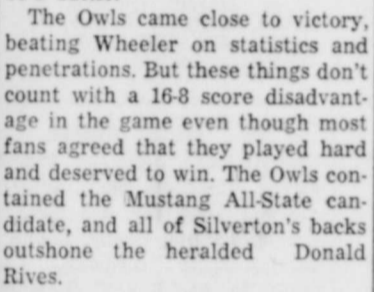 The Owls came close to victory,
beating Wheeler on statistics and
penetrations. But these things don't
count with a 16-8 score disadvant-
age in the game even though most
fans agreed that they played hard
and deserved to win. The Owls con-
tained the Mustang All-State can-
didate, and all of Silverton's backs
outshone the heralded Donald
Rives.